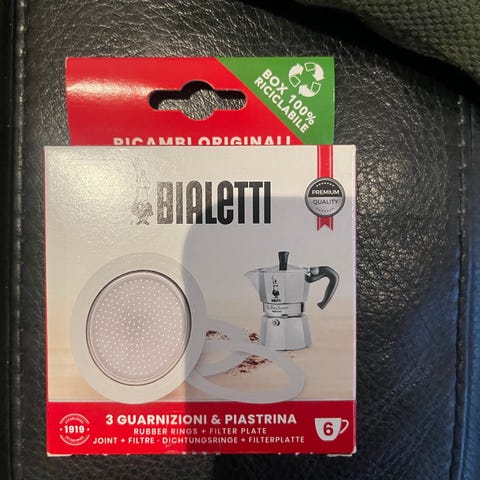 BOX 100%
RICICLABILE
RICAMBI ORIGINALI
BIALETTI
PREMIUM
QUALITY
BIALETTI
3 GUARNIZIONI & PIASTRINA
RUBBER RINGS + FILTER PLATE
JOINT + FILTRE · DICHTUNGSRINGE + FILTERPLATTE
1919
6